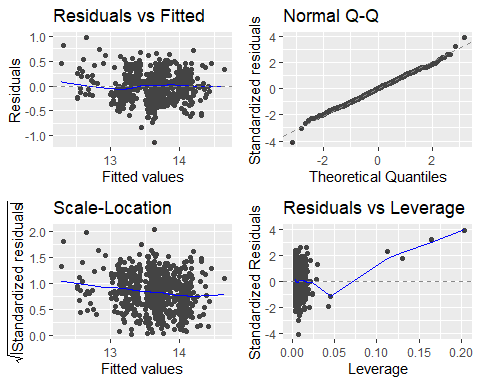 Residuals vs Fitted
Residuals
1.0
0.5
0.0
-0.5
-1.0
13
14
Fitted values
Normal Q-Q
Standardized residuals
4
2
0
-2
-4
-2
0
2
Theoretical Quantiles
Scale-Location
√|Standardized residuals|
2.0
1.5
1.0
0.5
0.0
13
14
Fitted values
Residuals vs Leverage
Standardized Residuals
4
2
0
-2
-4
0.00
0.05
0.10
0.15
0.20
Leverage